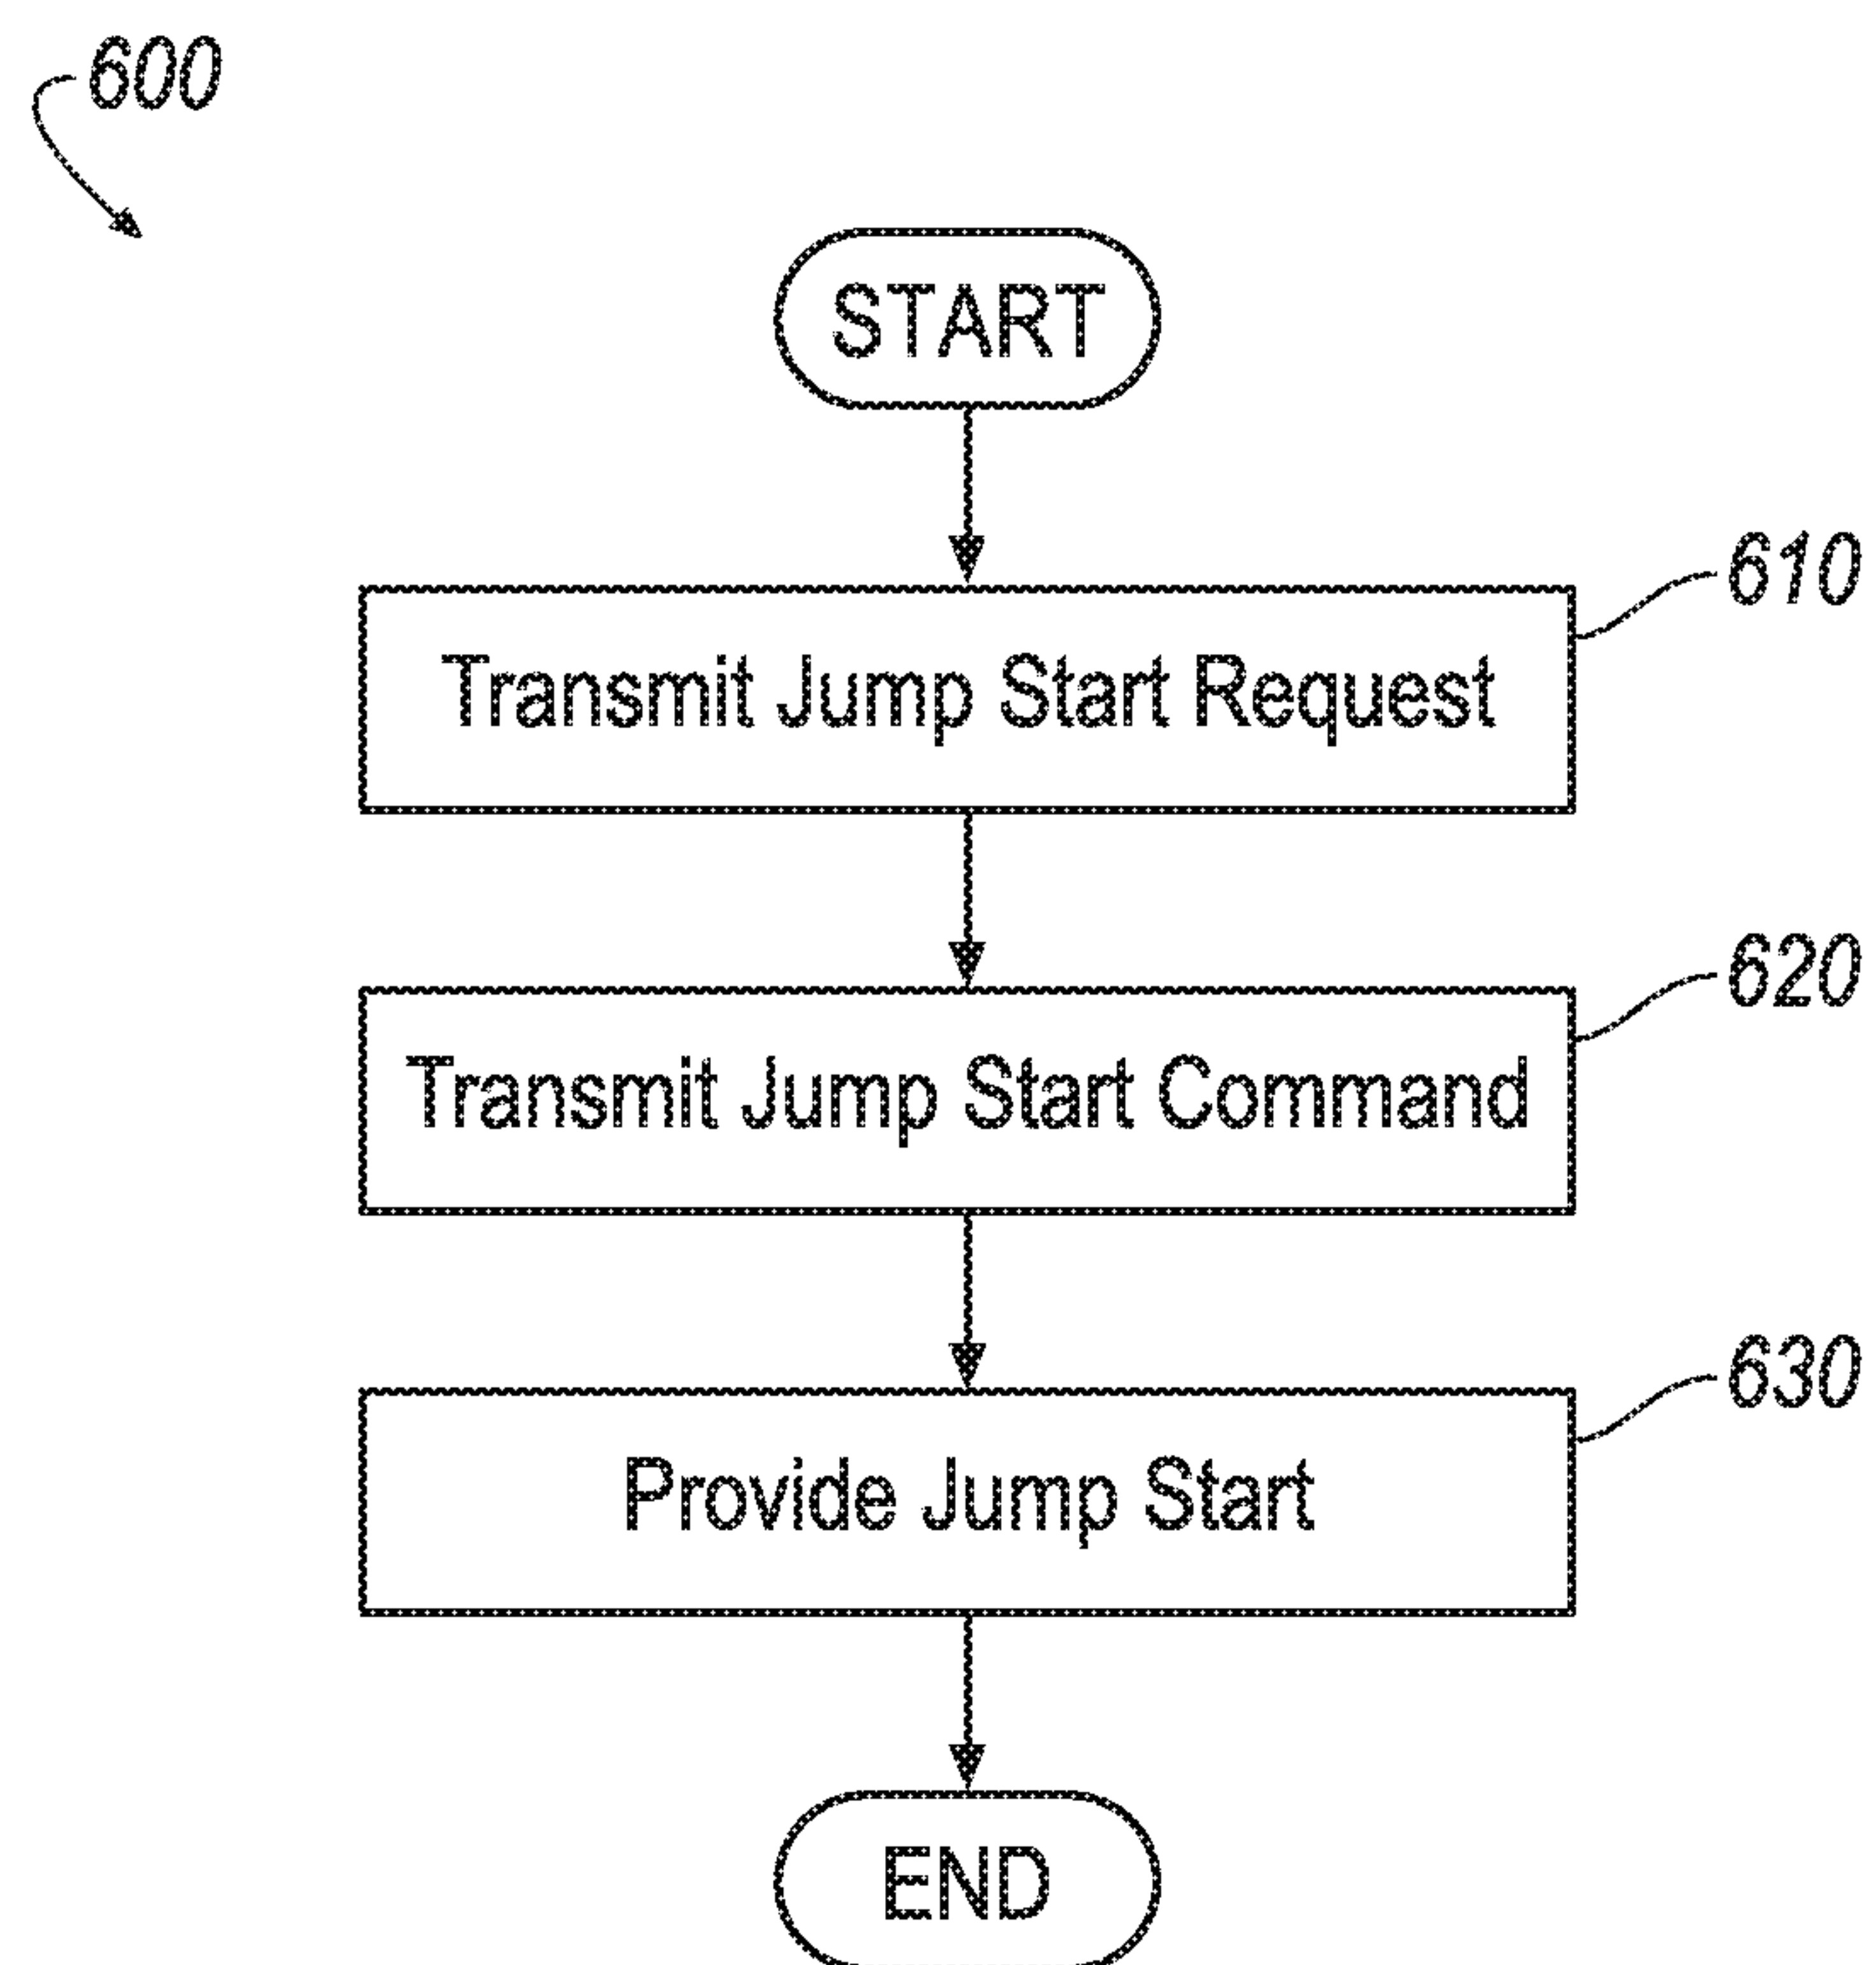 600
START
610
Transmit Jump Start Request
620
Transmit Jump Start Command
630
Provide Jump Start
END